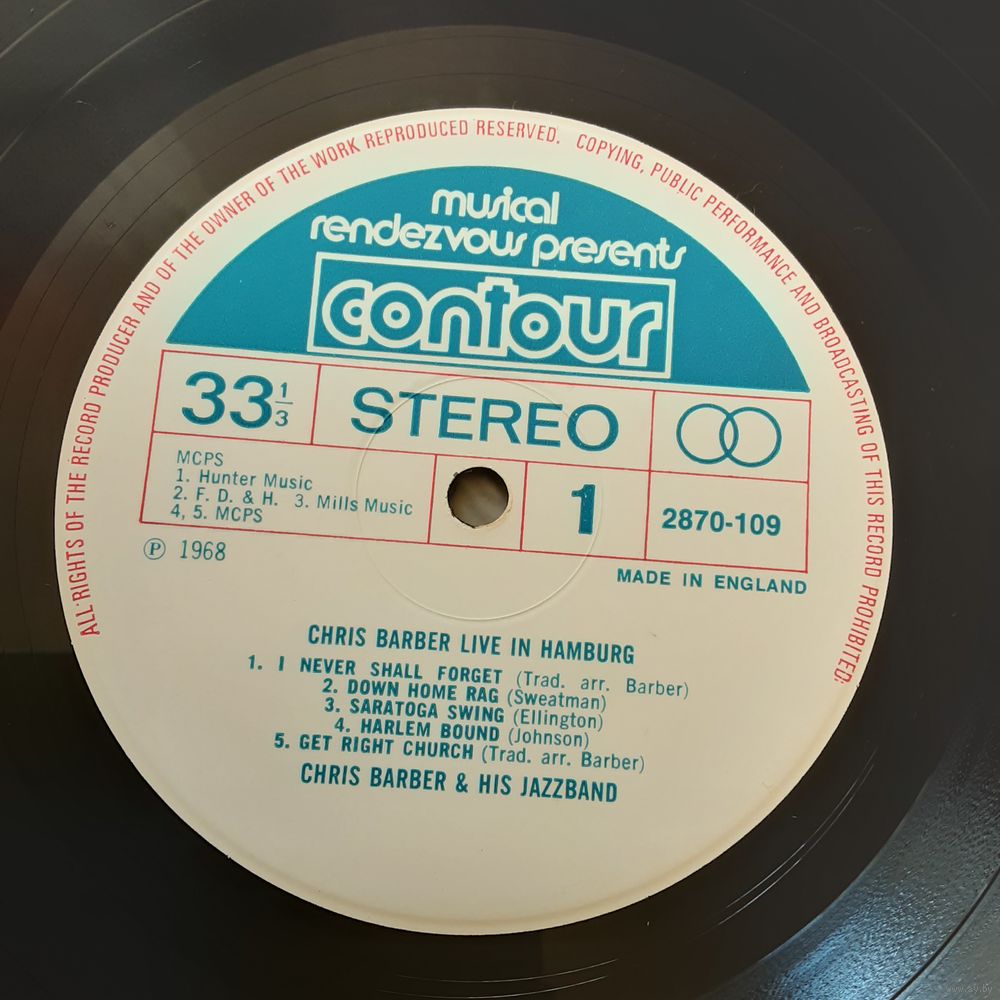 ALL RIGHTS OF THE RECORD PRODUCER AND OF THE OWNER OF THE WORK REPRODUCED RESERVED. COPYING, PUBLIC PERFORMANCE AND BROADCASTING OF THIS RECORD PROHIBITED.
musical
rendezvous presents
contour
33 1/3
STEREO
MCPS
1. Hunter Music
2. F. D. & H. 3. Mills Music
4, 5. MCPS
1
2870-109
℗ 1968
MADE IN ENGLAND
CHRIS BARBER LIVE IN HAMBURG
1. I NEVER SHALL FORGET (Trad. arr. Barber)
2. DOWN HOME RAG (Sweatman)
3. SARATOGA SWING (Ellington)
4. HARLEM BOUND (Johnson)
5. GET RIGHT CHURCH (Trad. arr. Barber)
CHRIS BARBER & HIS JAZZBAND